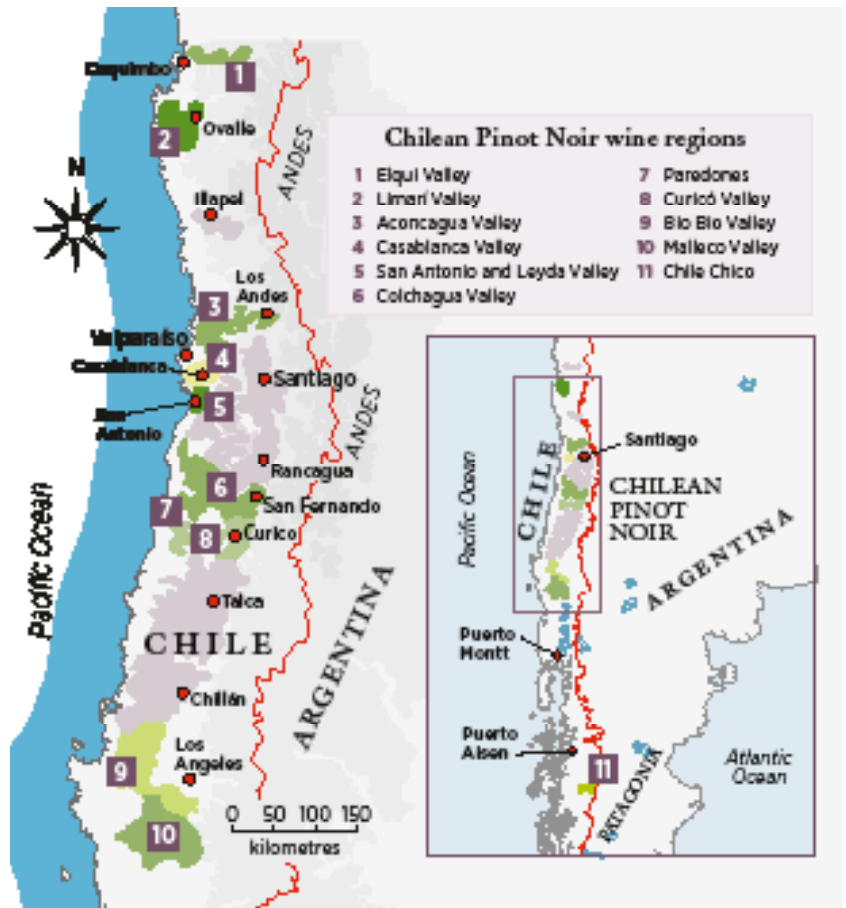 Coquimbo
1
2
Ovalle
ANDES
N
Illapel
Chilean Pinot Noir wine regions
1 Elqui Valley
2 Limarí Valley
3 Aconcagua Valley
4 Casablanca Valley
5 San Antonio and Leyda Valley
6 Colchagua Valley
7 Paredones
8 Curicó Valley
9 Bio Bio Valley
10 Malleco Valley
11 Chile Chico
Los
Andes
3
Valparaíso
4
Casablanca
Santiago
5
San
Antonio
ANDES
Rancagua
6
San Fernando
7
8
Curico
Pacific Ocean
Talca
CHILE
ARGENTINA
Chillán
Los
Angeles
9
10
0 50 100 150
kilometres
Santiago
CHILE
CHILEAN
PINOT
NOIR
Pacific Ocean
ARGENTINA
Puerto
Montt
Puerto
Aisen
11
PATAGONIA
Atlantic
Ocean